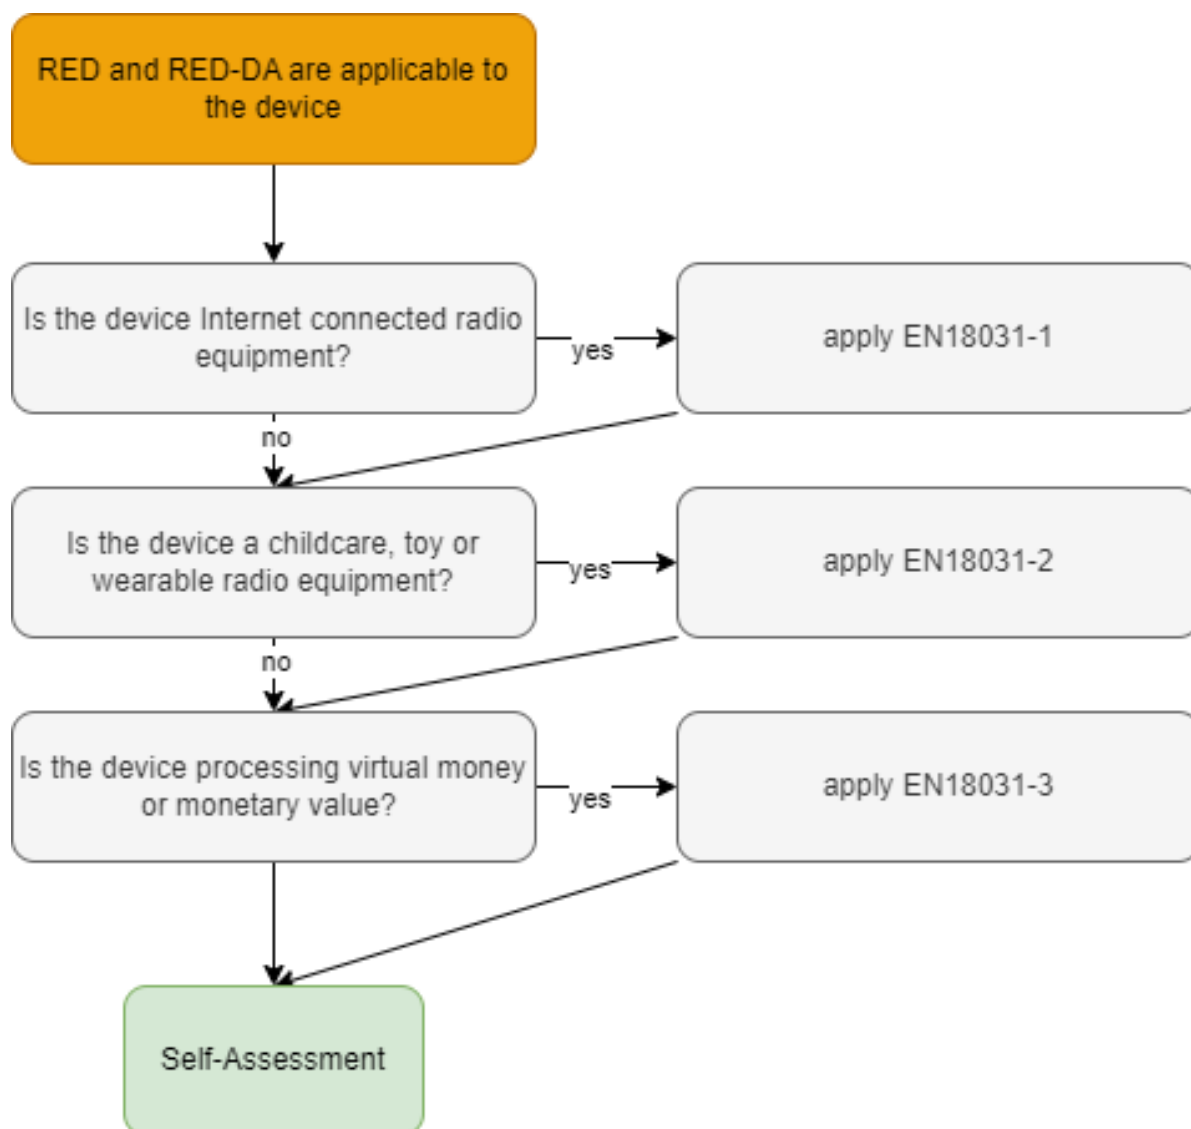 RED and RED-DA are applicable to
the device
Is the device Internet connected radio
equipment?
yes
apply EN18031-1
no
Is the device a childcare, toy or
wearable radio equipment?
yes
apply EN18031-2
no
Is the device processing virtual money
or monetary value?
yes
apply EN18031-3
Self-Assessment